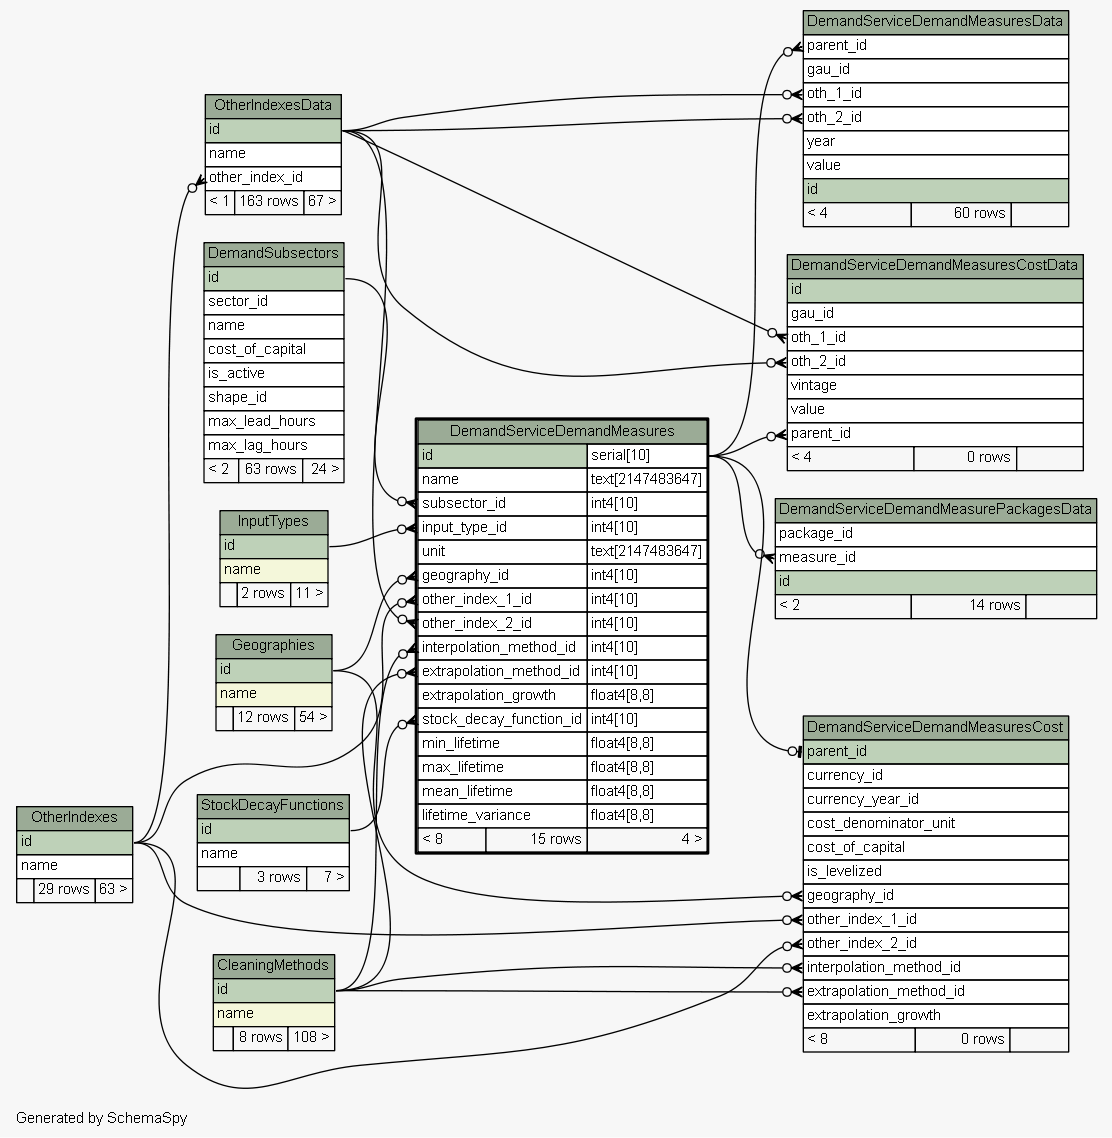 DemandServiceDemandMeasuresData
parent_id
gau_id
oth_1_id
oth_2_id
year
value
id
< 4 60 rows
OtherIndexesData
id
name
other_index_id
< 1 163 rows 67 >
DemandSubsectors
id
sector_id
name
cost_of_capital
is_active
shape_id
max_lead_hours
max_lag_hours
< 2 63 rows 24 >
DemandServiceDemandMeasuresCostData
id
gau_id
oth_1_id
oth_2_id
vintage
value
parent_id
< 4 0 rows
DemandServiceDemandMeasures
id serial[10]
name text[2147483647]
subsector_id int4[10]
input_type_id int4[10]
unit text[2147483647]
geography_id int4[10]
other_index_1_id int4[10]
other_index_2_id int4[10]
interpolation_method_id int4[10]
extrapolation_method_id int4[10]
extrapolation_growth float4[8,8]
stock_decay_function_id int4[10]
min_lifetime float4[8,8]
max_lifetime float4[8,8]
mean_lifetime float4[8,8]
lifetime_variance float4[8,8]
< 8 15 rows 4 >
DemandServiceDemandMeasurePackagesData
package_id
measure_id
id
< 2 14 rows
InputTypes
id
name
2 rows 11 >
Geographies
id
name
12 rows 54 >
DemandServiceDemandMeasuresCost
parent_id
currency_id
currency_year_id
cost_denominator_unit
cost_of_capital
is_levelized
geography_id
other_index_1_id
other_index_2_id
interpolation_method_id
extrapolation_method_id
extrapolation_growth
< 8 0 rows
StockDecayFunctions
id
name
3 rows 7 >
OtherIndexes
id
name
29 rows 63 >
CleaningMethods
id
name
8 rows 108 >
Generated by SchemaSpy